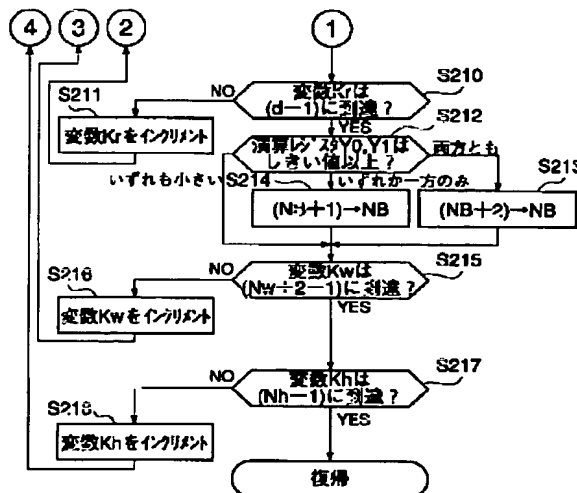 4
3
2
1
S210
変数Krは
(d-1)に到達?
NO
YES
S211
変数Krをインクリメント
S212
演算レジスタY0,Y1は
しきい値以上?
両方とも
いずれも小さい
いずれか一方のみ
S214
(NB+1)→NB
S213
(NB+2)→NB
S215
変数Kwは
(Nw÷2-1)に到達?
NO
YES
S216
変数Kwをインクリメント
S217
変数Khは
(Nh-1)に到達?
NO
YES
S218
変数Khをインクリメント
復帰